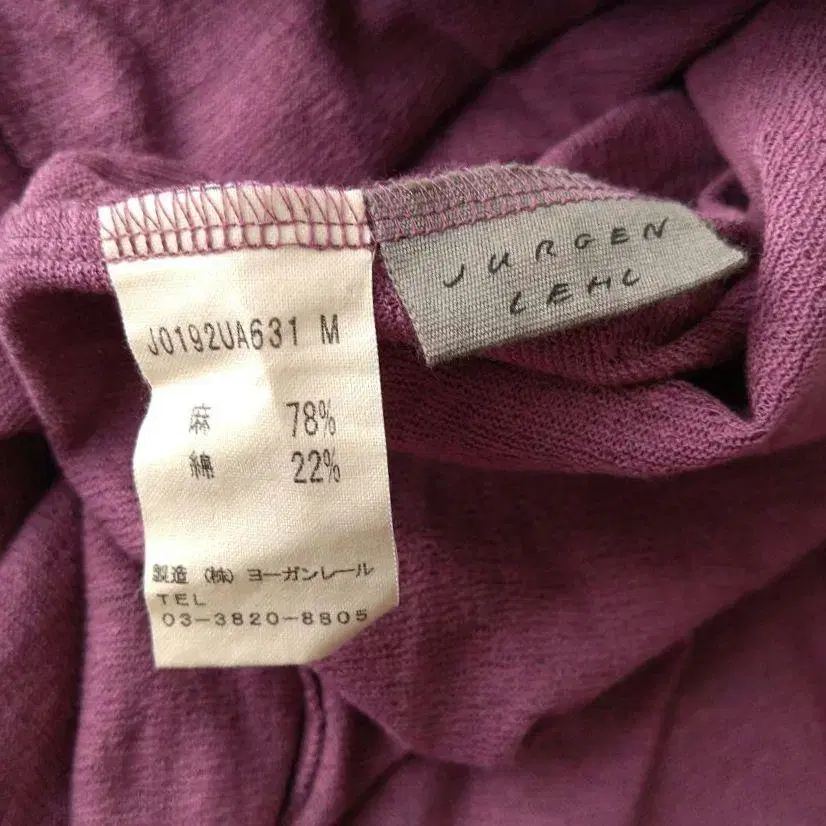 J0192UA631 M
麻 78%
綿 22%
製造 (株) ヨーガンレール
TEL
03-3820-8805
JURGEN
LEHL